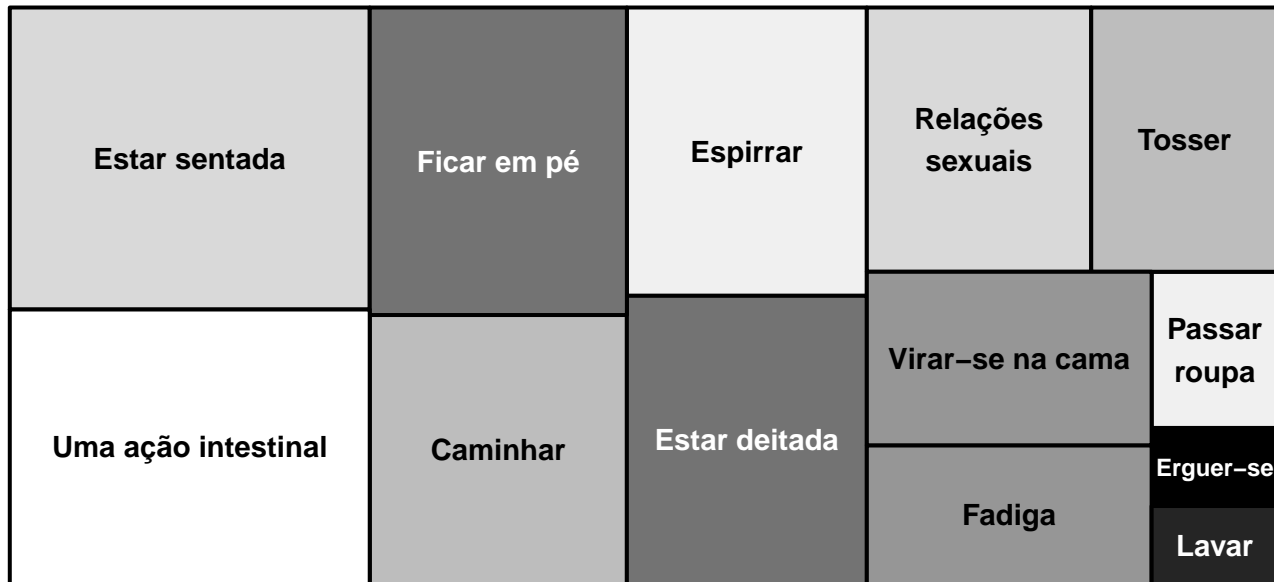 Estar sentada
Ficar em pé
Espirrar
Relações
sexuais
Tosser
Uma ação intestinal
Caminhar
Estar deitada
Virar−se na cama
Passar
roupa
Fadiga
Erguer−se
Lavar